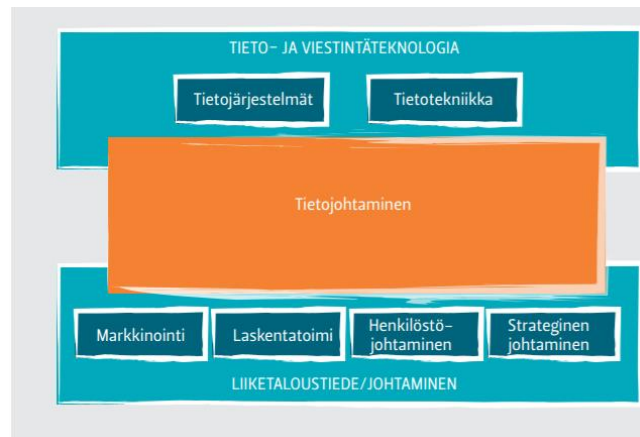 TIETO- JA VIESTINTÄTEKNOLOGIA
Tietojärjestelmät
Tietotekniikka
Tietojohtaminen
Markkinointi
Laskentatoimi
Henkilöstö-
johtaminen
Strateginen
johtaminen
LIIKETALOUSTIEDE/JOHTAMINEN